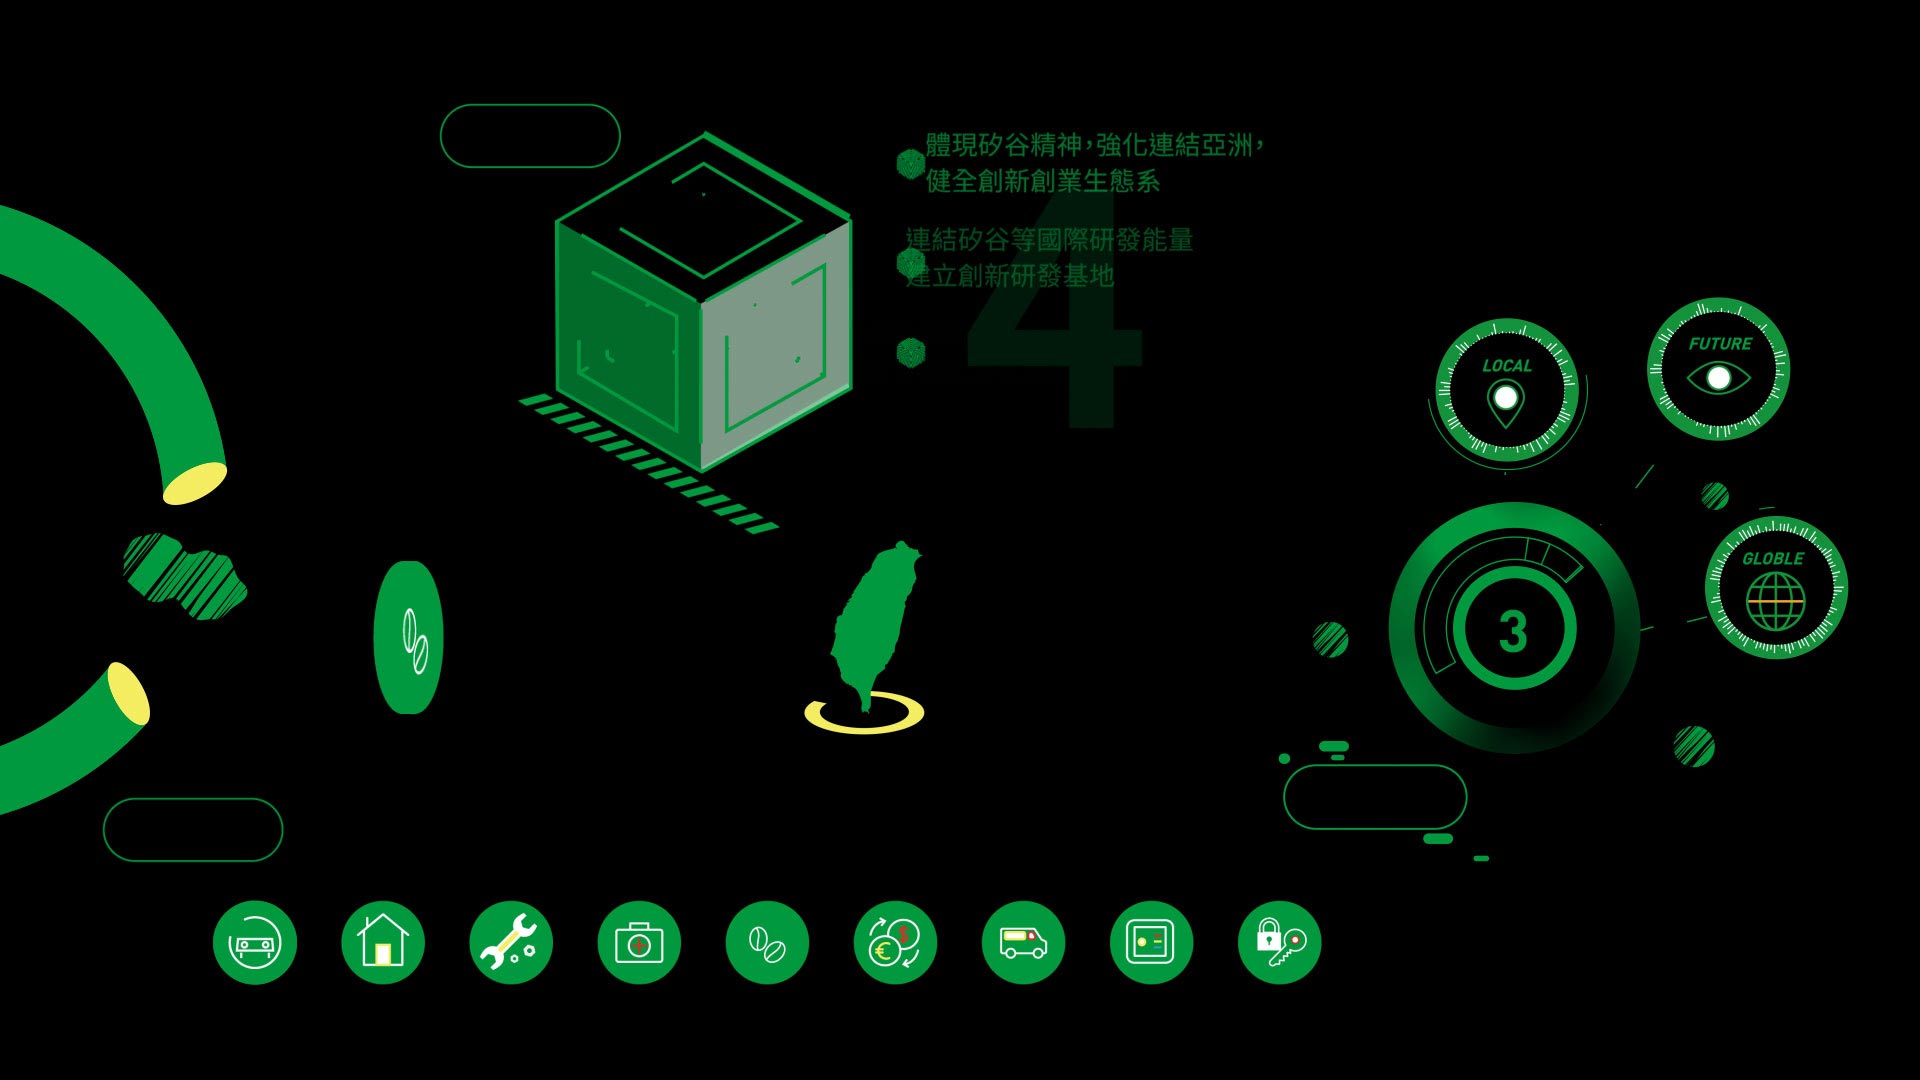 體現矽谷精神，強化連結亞洲，
健全創新創業生態系
連結矽谷等國際研發能量
建立創新研發基地
4
LOCAL
FUTURE
GLOBLE
3
$
€